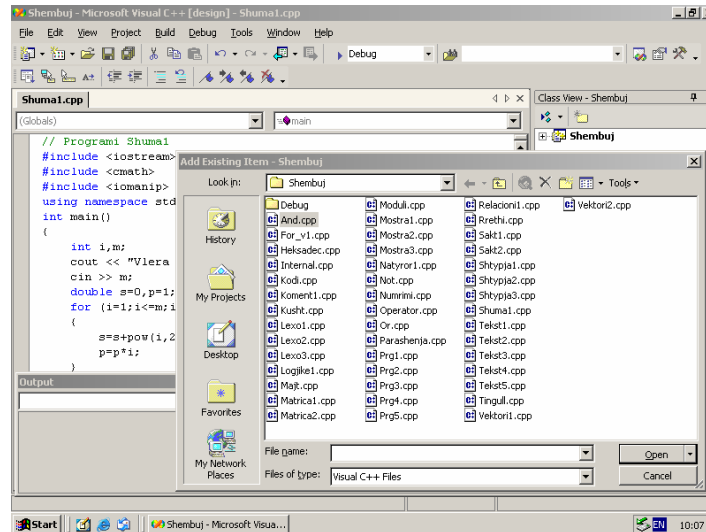 Shembuj - Microsoft Visual C++ [design] - Shuma1.cpp
File Edit View Project Build Debug Tools Window Help
Debug
Shuma1.cpp
Class View - Shembuj
(Globals)
main
Shembuj
// Programi Shuma1
#include <iostream>
#include <cmath>
#include <iomanip>
using namespace std
int main()
{
int i,m;
cout << "Vlera
cin >> m;
double s=0,p=1;
for (i=1;i<=m;i
{
s=s+pow(i,2
p=p*i;
}
Output
Add Existing Item - Shembuj
Look in:
Shembuj
Tools
History
My Projects
Desktop
Favorites
My Network
Places
Debug
And.cpp
For_v1.cpp
Heksadec.cpp
Internal.cpp
Kodi.cpp
Koment1.cpp
Kusht.cpp
Lexo1.cpp
Lexo2.cpp
Lexo3.cpp
Logjike1.cpp
Majt.cpp
Matrica1.cpp
Matrica2.cpp
Moduli.cpp
Mostra1.cpp
Mostra2.cpp
Mostra3.cpp
Natyror1.cpp
Not.cpp
Numrimi.cpp
Operator.cpp
Or.cpp
Parashenja.cpp
Prg1.cpp
Prg2.cpp
Prg3.cpp
Prg4.cpp
Prg5.cpp
Relacioni1.cpp
Rrethi.cpp
Sakt1.cpp
Sakt2.cpp
Shtypja1.cpp
Shtypja2.cpp
Shtypja3.cpp
Shuma1.cpp
Tekst1.cpp
Tekst2.cpp
Tekst3.cpp
Tekst4.cpp
Tekst5.cpp
Tingull.cpp
Vektori1.cpp
Vektori2.cpp
File name:
Open
Files of type:
Visual C++ Files
Cancel
Start
Shembuj - Microsoft Visua...
EN
10:07